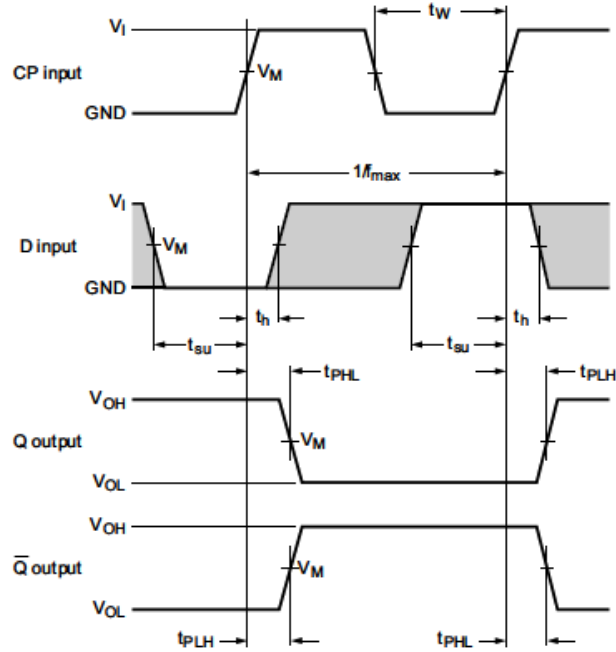 V_I
t_W
CP input
V_M
GND
1/f_max
V_I
D input
V_M
GND
t_h
t_h
t_su
t_su
t_PHL
t_PLH
V_OH
Q output
V_M
V_OL
V_OH
Q̅ output
V_M
V_OL
t_PLH
t_PHL